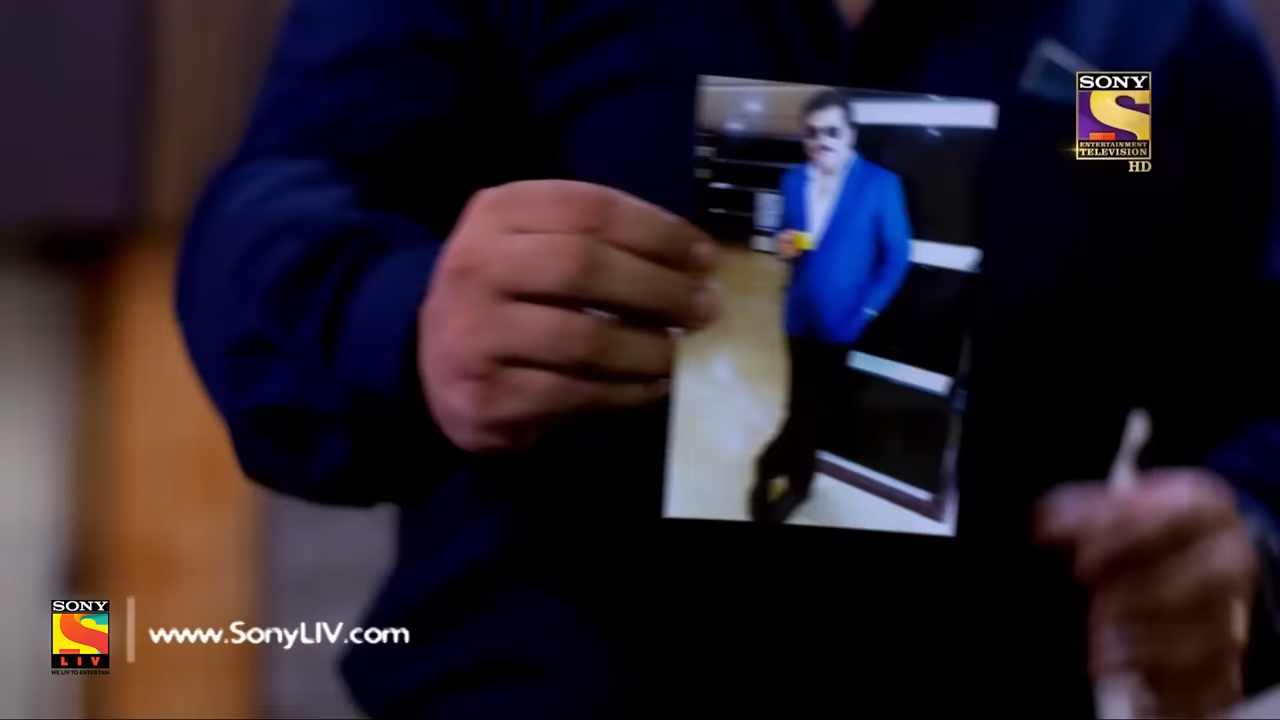 SONY
ENTERTAINMENT
TELEVISION
HD
SONY
LIV
WE LIV TO ENTERTAIN
www.SonyLIV.com